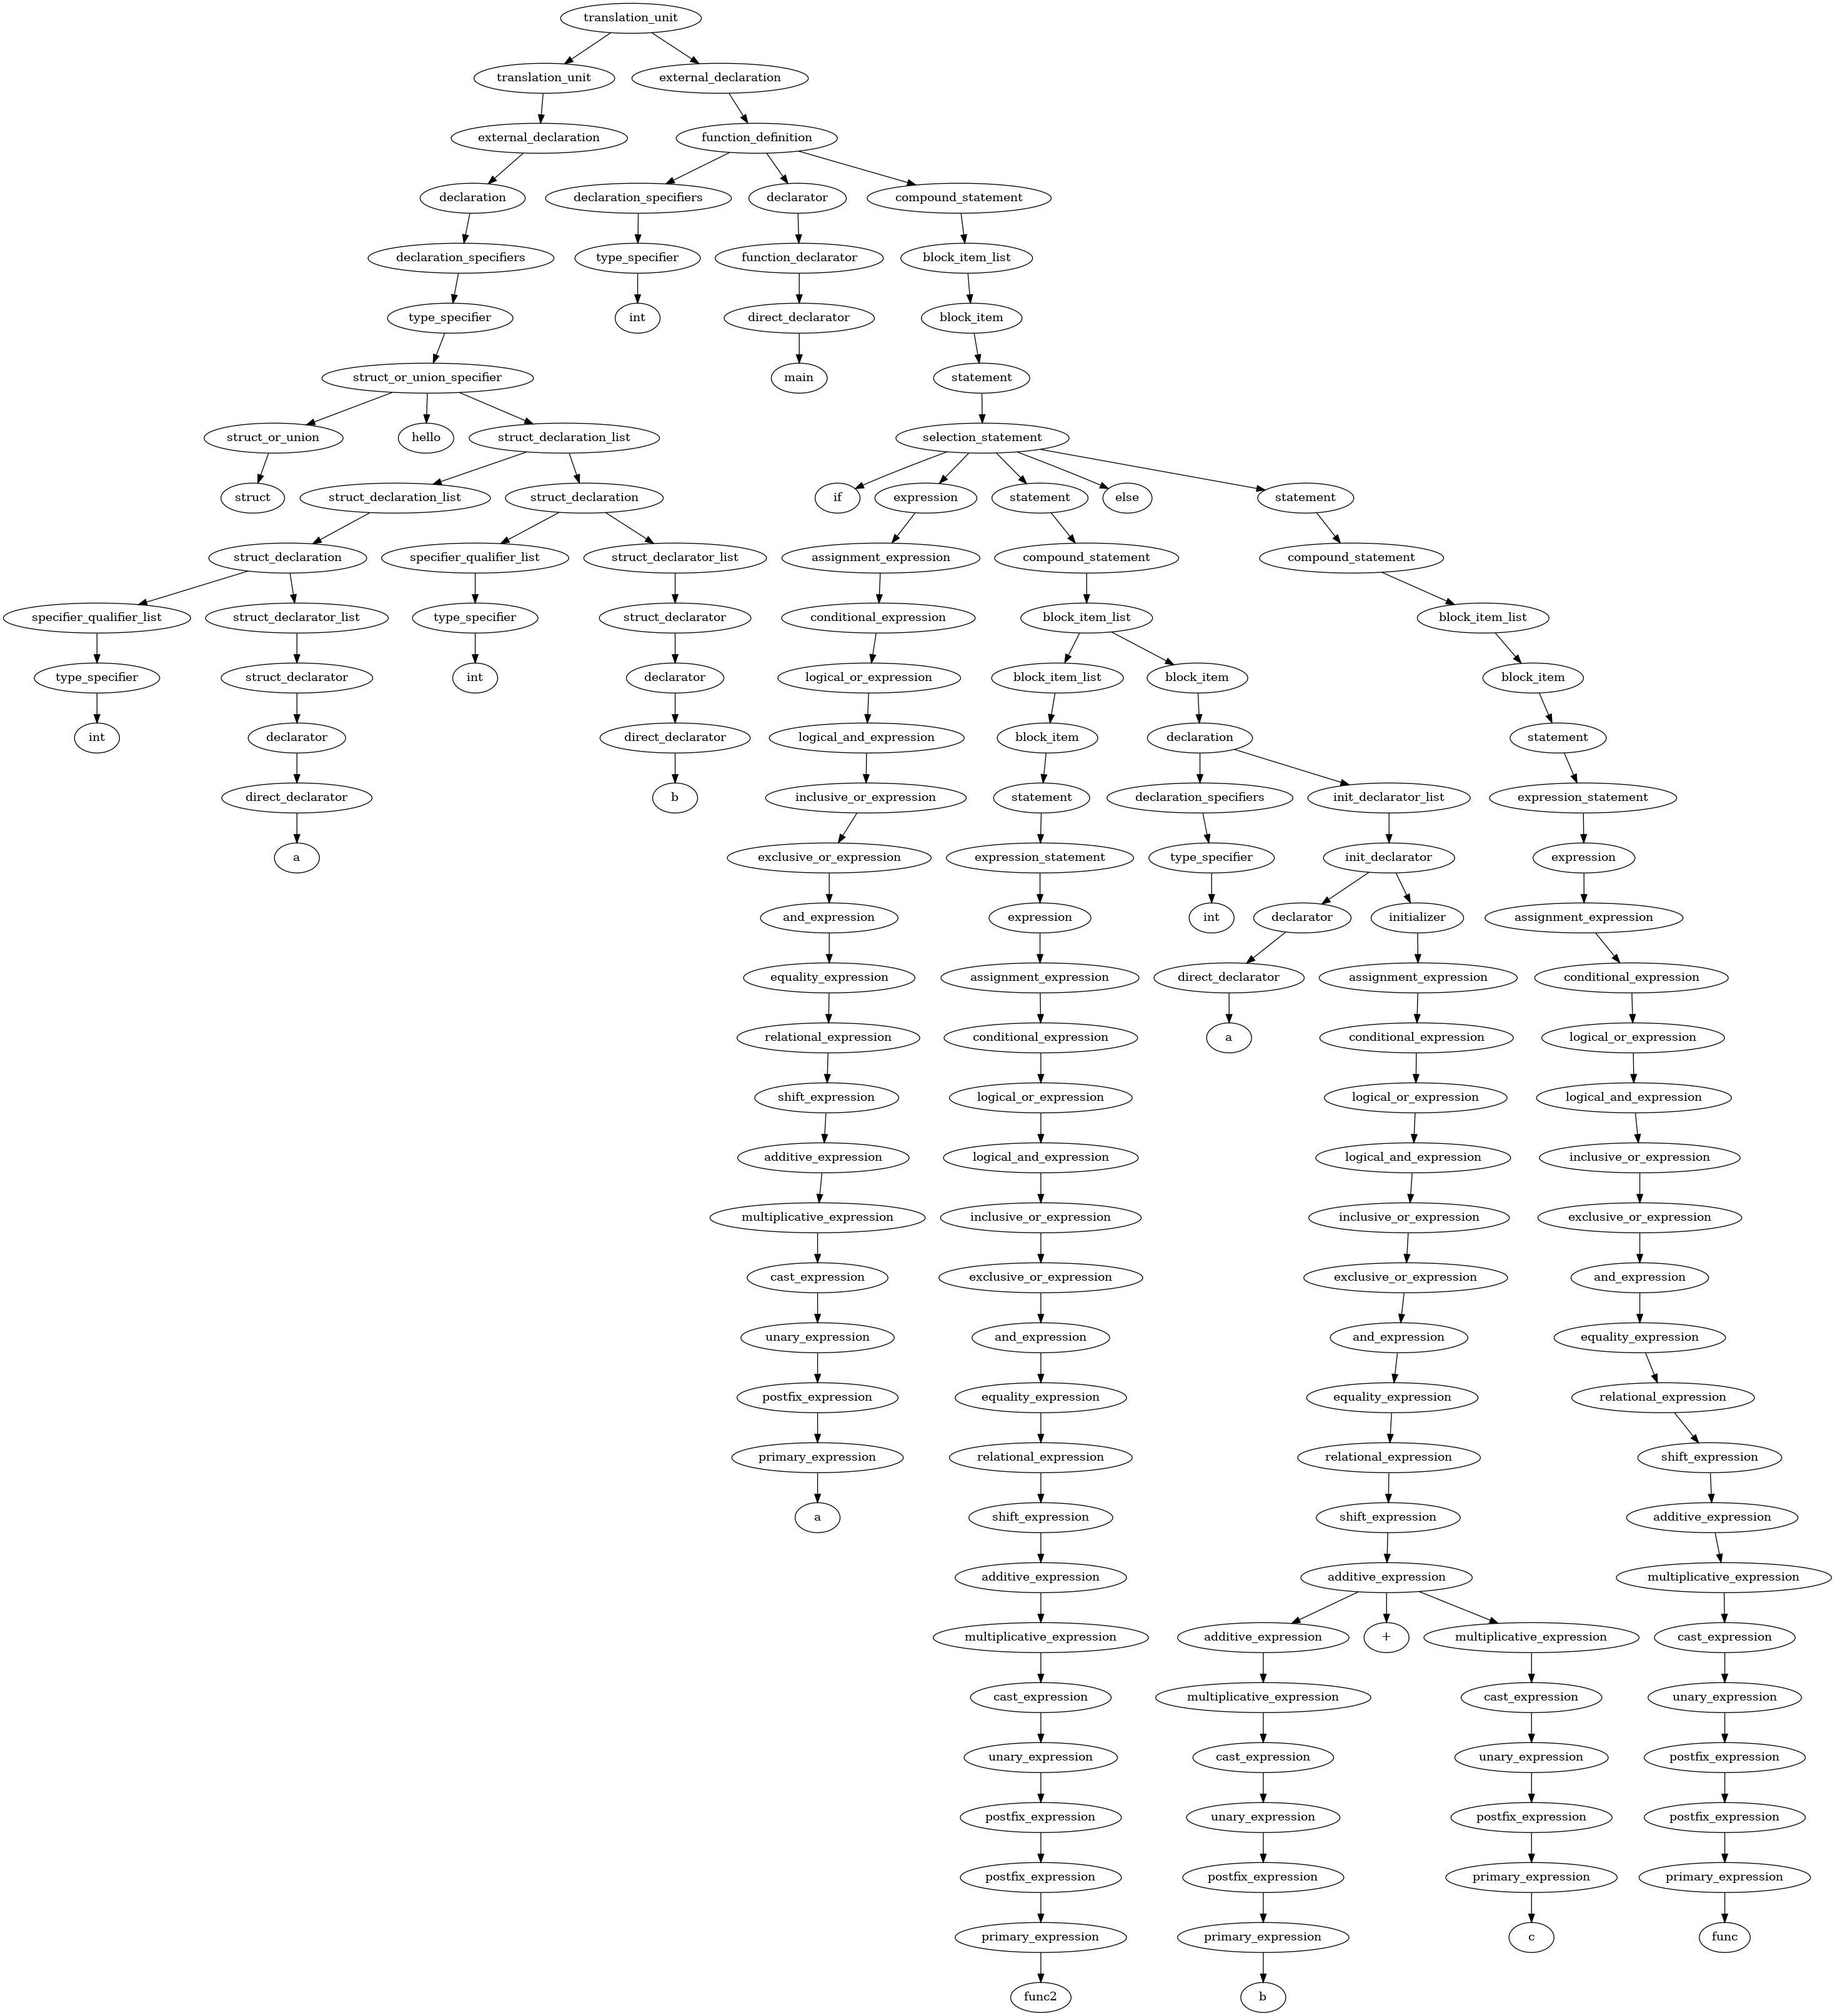 translation_unit
translation_unit external_declaration
external_declaration function_definition
declaration declaration_specifiers declarator compound_statement
declaration_specifiers type_specifier function_declarator block_item_list
type_specifier int direct_declarator block_item
struct_or_union_specifier main statement
struct_or_union hello struct_declaration_list selection_statement
struct struct_declaration_list struct_declaration if expression statement else statement
struct_declaration specifier_qualifier_list struct_declarator_list assignment_expression compound_statement compound_statement
specifier_qualifier_list struct_declarator_list type_specifier struct_declarator conditional_expression block_item_list block_item_list
type_specifier struct_declarator int declarator logical_or_expression block_item_list block_item block_item
int declarator direct_declarator logical_and_expression block_item declaration statement
direct_declarator b inclusive_or_expression statement declaration_specifiers init_declarator_list expression_statement
a exclusive_or_expression expression_statement type_specifier init_declarator expression
and_expression expression int declarator initializer assignment_expression
equality_expression assignment_expression direct_declarator assignment_expression conditional_expression
relational_expression conditional_expression a conditional_expression logical_or_expression
shift_expression logical_or_expression logical_or_expression logical_and_expression
additive_expression logical_and_expression logical_and_expression inclusive_or_expression
multiplicative_expression inclusive_or_expression inclusive_or_expression exclusive_or_expression
cast_expression exclusive_or_expression exclusive_or_expression and_expression
unary_expression and_expression and_expression equality_expression
postfix_expression equality_expression equality_expression relational_expression
primary_expression relational_expression relational_expression shift_expression
a shift_expression shift_expression additive_expression
additive_expression additive_expression multiplicative_expression
multiplicative_expression additive_expression + multiplicative_expression cast_expression
cast_expression multiplicative_expression cast_expression unary_expression
unary_expression cast_expression unary_expression postfix_expression
postfix_expression unary_expression postfix_expression postfix_expression
postfix_expression postfix_expression primary_expression primary_expression
primary_expression primary_expression c func
func2 b